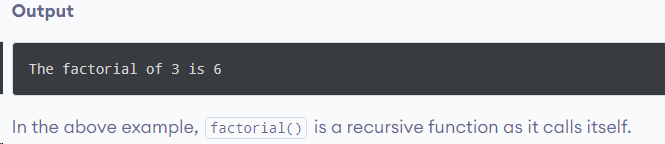 Output
The factorial of 3 is 6
In the above example, factorial() is a recursive function as it calls itself.